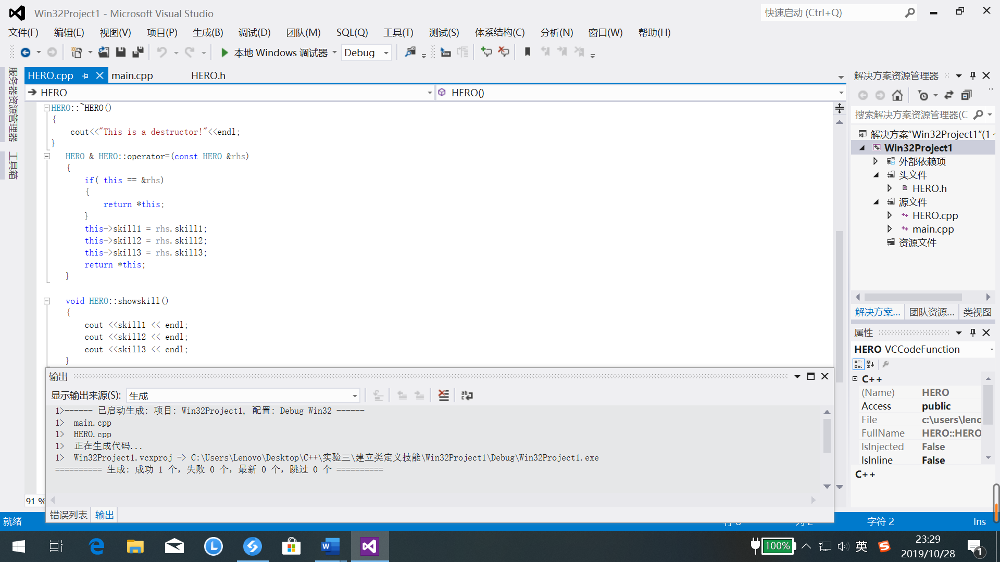 Win32Project1 - Microsoft Visual Studio
快速启动 (Ctrl+Q)
文件(F) 编辑(E) 视图(V) 项目(P) 生成(B) 调试(D) 团队(M) SQL(Q) 工具(T) 测试(S) 体系结构(C) 分析(N) 窗口(W) 帮助(H)
本地 Windows 调试器 Debug
服务器资源管理器
工具箱
HERO.cpp main.cpp HERO.h
HERO HERO()
HERO::~HERO()
{
cout<<"This is a destructor!"<<endl;
}
HERO & HERO::operator=(const HERO &rhs)
{
if( this == &rhs)
{
return *this;
}
this->skill1 = rhs.skill1;
this->skill2 = rhs.skill2;
this->skill3 = rhs.skill3;
return *this;
}
void HERO::showskill()
{
cout <<skill1 << endl;
cout <<skill2 << endl;
cout <<skill3 << endl;
}
91 %
输出
显示输出来源(S): 生成
1>------ 已启动生成: 项目: Win32Project1, 配置: Debug Win32 ------
1> main.cpp
1> HERO.cpp
1> 正在生成代码...
1> Win32Project1.vcxproj -> C:\Users\Lenovo\Desktop\C++\实验三\建立类定义技能\Win32Project1\Debug\Win32Project1.exe
========== 生成: 成功 1 个，失败 0 个，最新 0 个，跳过 0 个 ==========
错误列表 输出
解决方案资源管理器
搜索解决方案资源管理器(C
解决方案"Win32Project1"(1
Win32Project1
外部依赖项
头文件
HERO.h
源文件
HERO.cpp
main.cpp
资源文件
解决方案... 团队资源... 类视图
属性
HERO VCCodeFunction
C++
(Name) HERO
Access public
File c:\users\leno
FullName HERO::HERO
IsInjected False
IsInline False
C++
就绪 字符 2 Ins
100% 英
23:29
2019/10/28
1